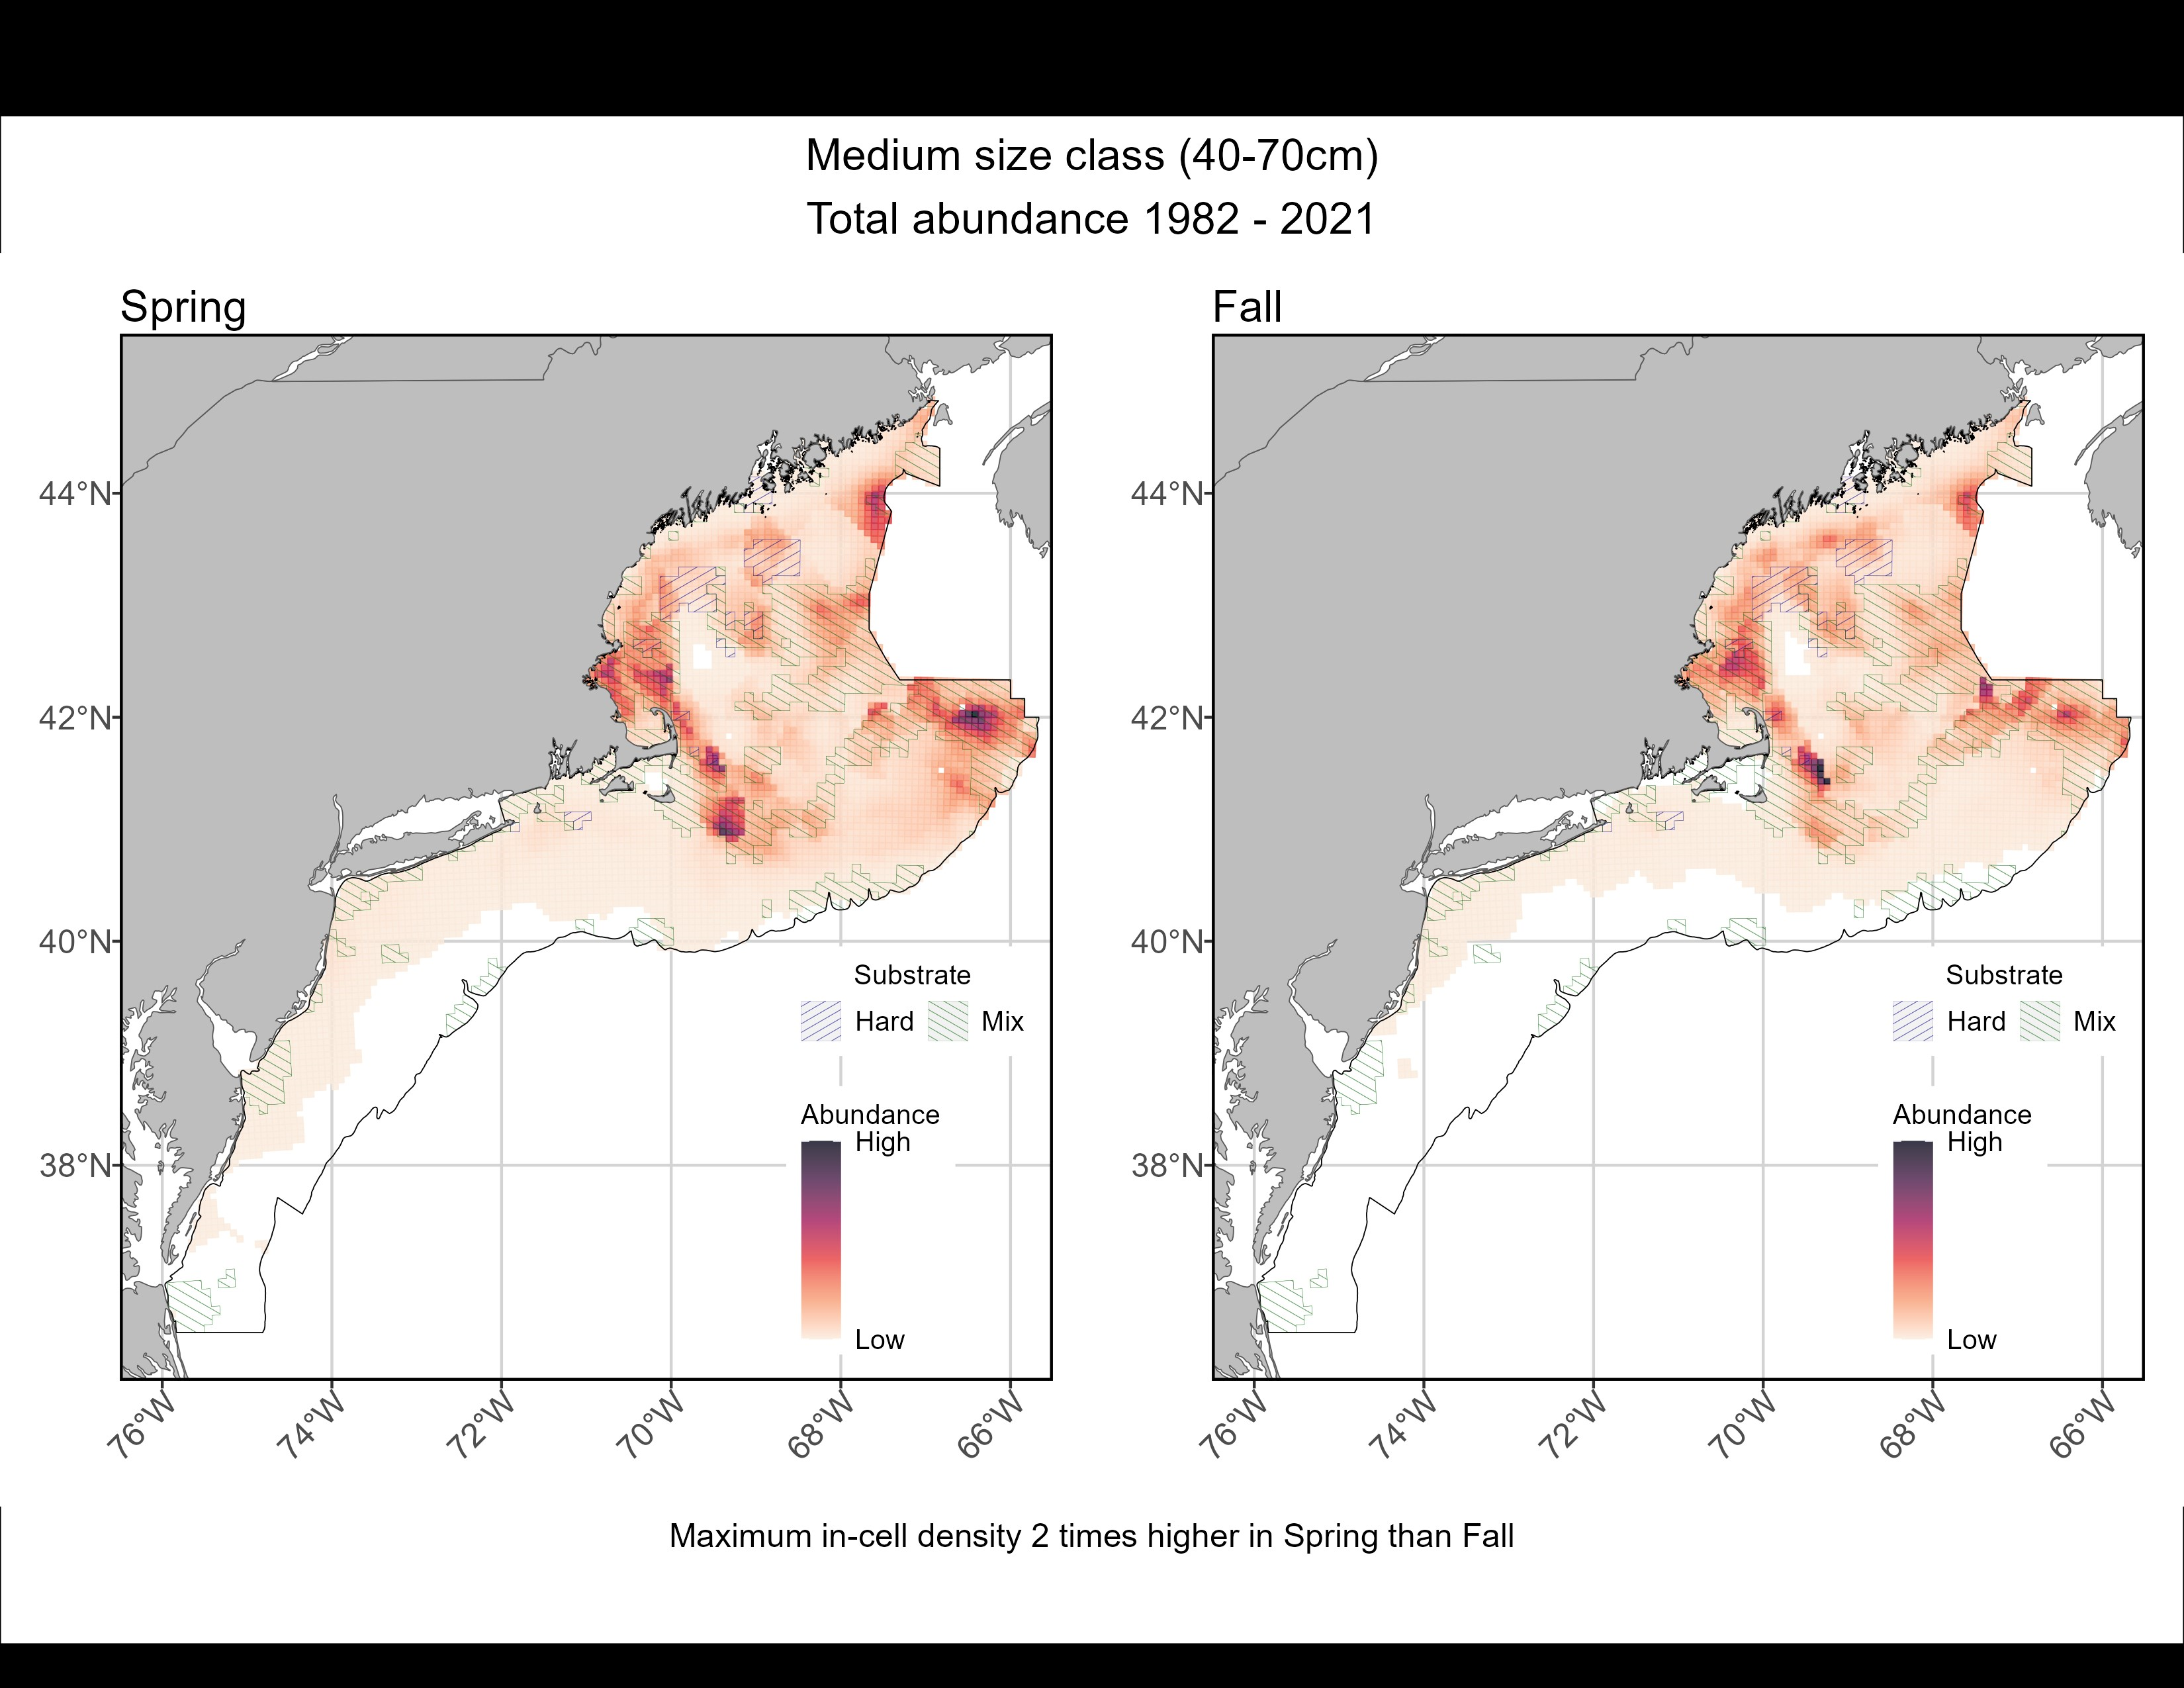 Medium size class (40-70cm)
Total abundance 1982 - 2021
Spring
44°N
42°N
40°N
38°N
76°W
74°W
72°W
70°W
68°W
66°W
Substrate
Hard
Mix
Abundance
High
Low
Fall
44°N
42°N
40°N
38°N
76°W
74°W
72°W
70°W
68°W
66°W
Substrate
Hard
Mix
Abundance
High
Low
Maximum in-cell density 2 times higher in Spring than Fall